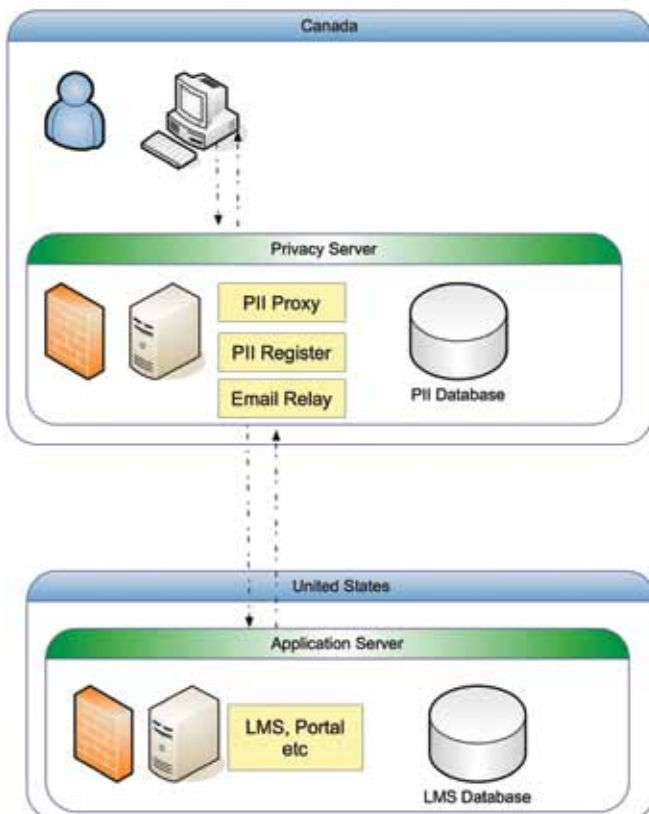 Canada
Privacy Server
PII Proxy
PII Register
Email Relay
PII Database
United States
Application Server
LMS, Portal
etc
LMS Database